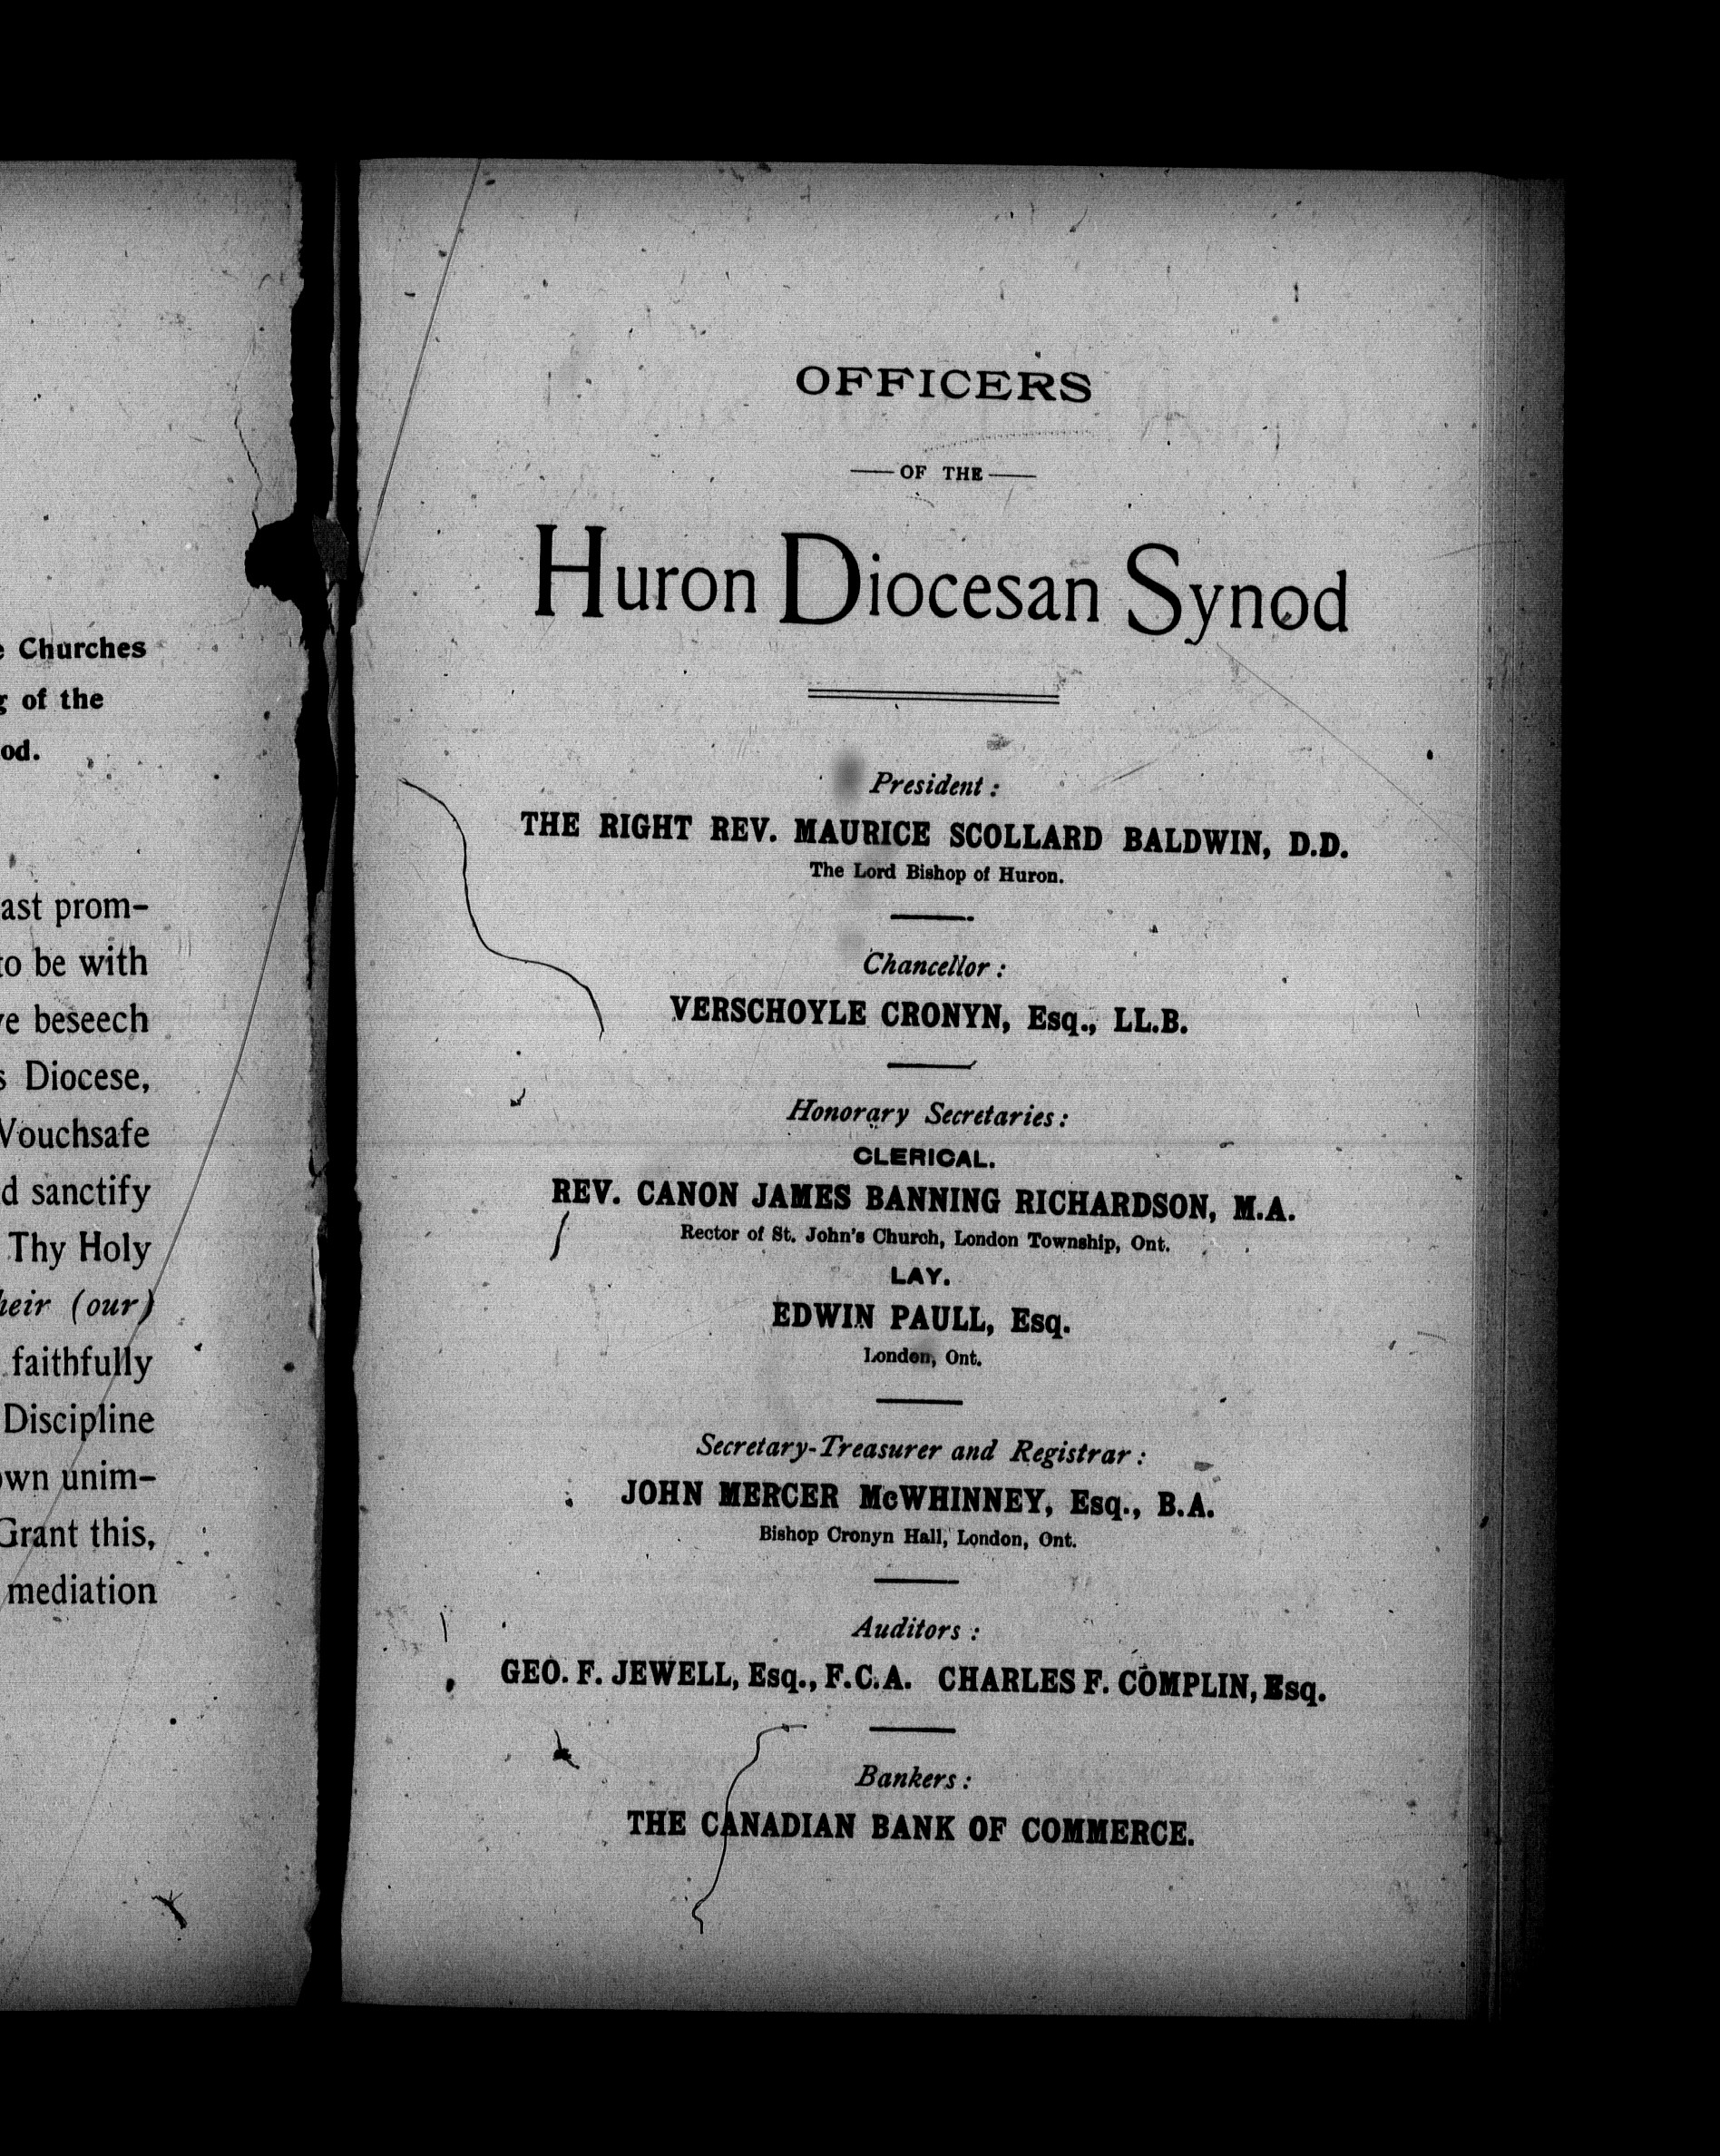 Churches
of the
od.
ast prom-
to be with
beseech
Diocese,
Vouchsafe
sanctify
Thy Holy
(our)
faithfully
Discipline
own unim-
Grant this,
mediation
OFFICERS
OF THE
Huron Diocesan Synod
President :
THE RIGHT REV. MAURICE SCOLLARD BALDWIN, D.D.
The Lord Bishop of Huron.
Chancellor :
VERSCHOYLE CRONYN, Esq., LL.B.
Honorary Secretaries :
CLERICAL.
REV. CANON JAMES BANNING RICHARDSON, M.A.
Rector of St. John's Church, London Township, Ont.
LAY.
EDWIN PAULL, Esq.
London, Ont.
Secretary-Treasurer and Registrar :
JOHN MERCER McWHINNEY, Esq., B.A.
Bishop Cronyn Hall, London, Ont.
Auditors :
GEO. F. JEWELL, Esq., F.C.A. CHARLES F. COMPLIN, Esq.
Bankers :
THE CANADIAN BANK OF COMMERCE.